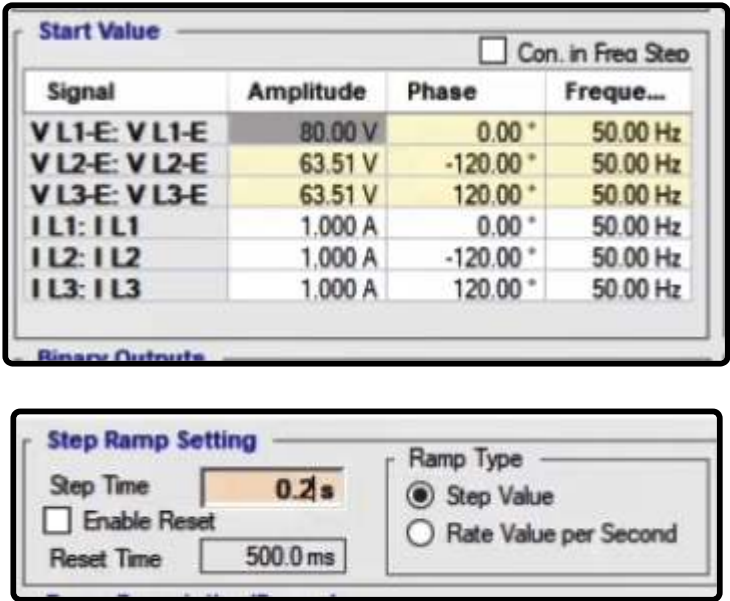 Start Value
Con. in Freq Step
Signal Amplitude Phase Freque...
V L1-E: V L1-E 80.00 V 0.00 ° 50.00 Hz
V L2-E: V L2-E 63.51 V -120.00 ° 50.00 Hz
V L3-E: V L3-E 63.51 V 120.00 ° 50.00 Hz
I L1: I L1 1.000 A 0.00 ° 50.00 Hz
I L2: I L2 1.000 A -120.00 ° 50.00 Hz
I L3: I L3 1.000 A 120.00 ° 50.00 Hz
Binary Outputs
Step Ramp Setting
Ramp Type
Step Time 0.2 s
Step Value
Enable Reset
Rate Value per Second
Reset Time 500.0 ms